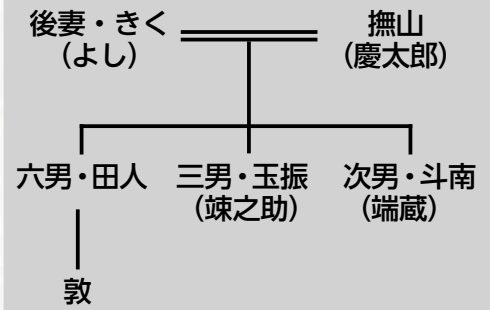 後妻・きく
(よし)
撫山
(慶太郎)
六男・田人
三男・玉振
(竦之助)
次男・斗南
(端蔵)
敦